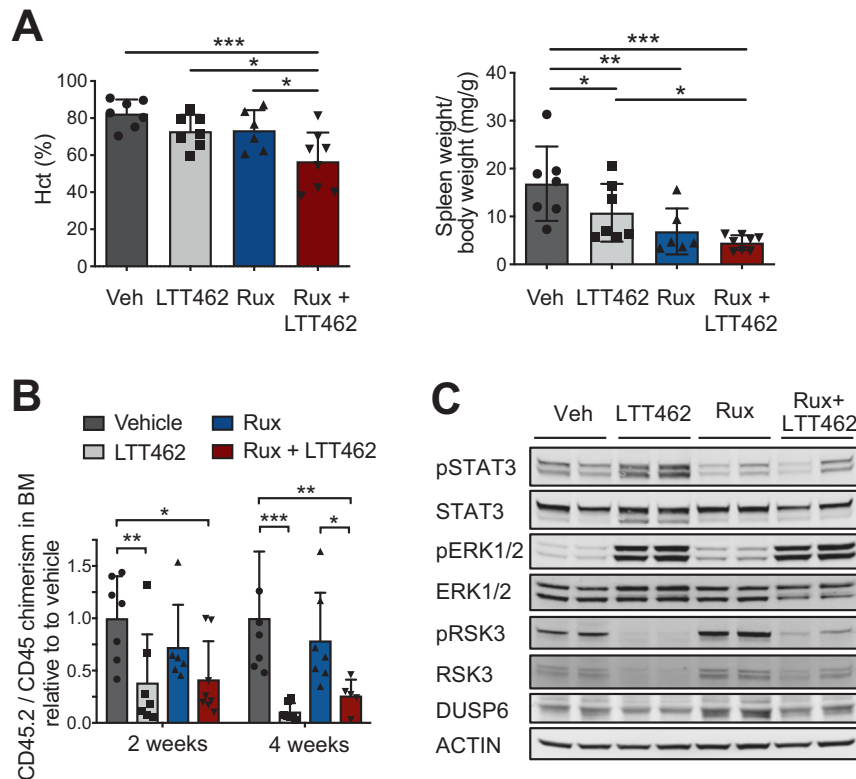 A
***
*
*
Hct (%)
100
80
60
40
20
0
Veh
LTT462
Rux
Rux +
LTT462
***
**
*
*
Spleen weight/
body weight (mg/g)
40
30
20
10
0
Veh
LTT462
Rux
Rux +
LTT462
B
Vehicle
Rux
LTT462
Rux + LTT462
CD45.2 / CD45 chimerism in BM
relative to to vehicle
*
**
**
***
*
2.0
1.5
1.0
0.5
0.0
2 weeks
4 weeks
C
Veh
LTT462
Rux
Rux+
LTT462
pSTAT3
STAT3
pERK1/2
ERK1/2
pRSK3
RSK3
DUSP6
ACTIN